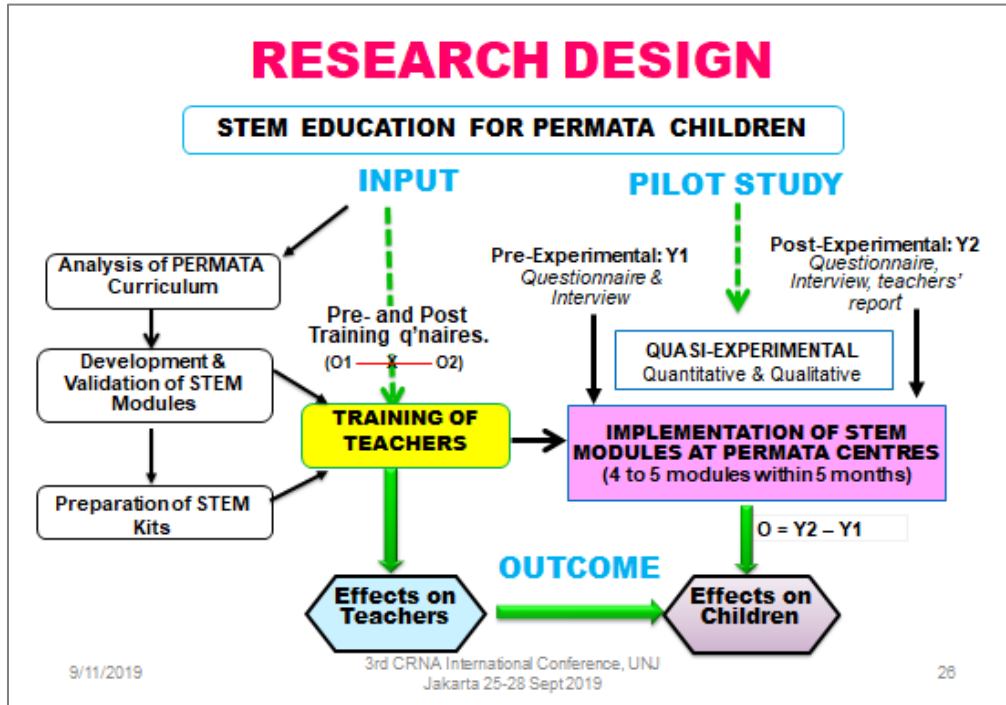 RESEARCH DESIGN
STEM EDUCATION FOR PERMATA CHILDREN
INPUT
PILOT STUDY
Analysis of PERMATA
Curriculum
Development &
Validation of STEM
Modules
Preparation of STEM
Kits
Pre- and Post
Training q'naires.
(O1 X O2)
TRAINING OF
TEACHERS
Pre-Experimental: Y1
Questionnaire &
Interview
Post-Experimental: Y2
Questionnaire,
Interview, teachers'
report
QUASI-EXPERIMENTAL
Quantitative & Qualitative
IMPLEMENTATION OF STEM
MODULES AT PERMATA CENTRES
(4 to 5 modules within 5 months)
O = Y2 – Y1
OUTCOME
Effects on
Teachers
Effects on
Children
9/11/2019
3rd CRNA International Conference, UNJ
Jakarta 25-28 Sept 2019
26